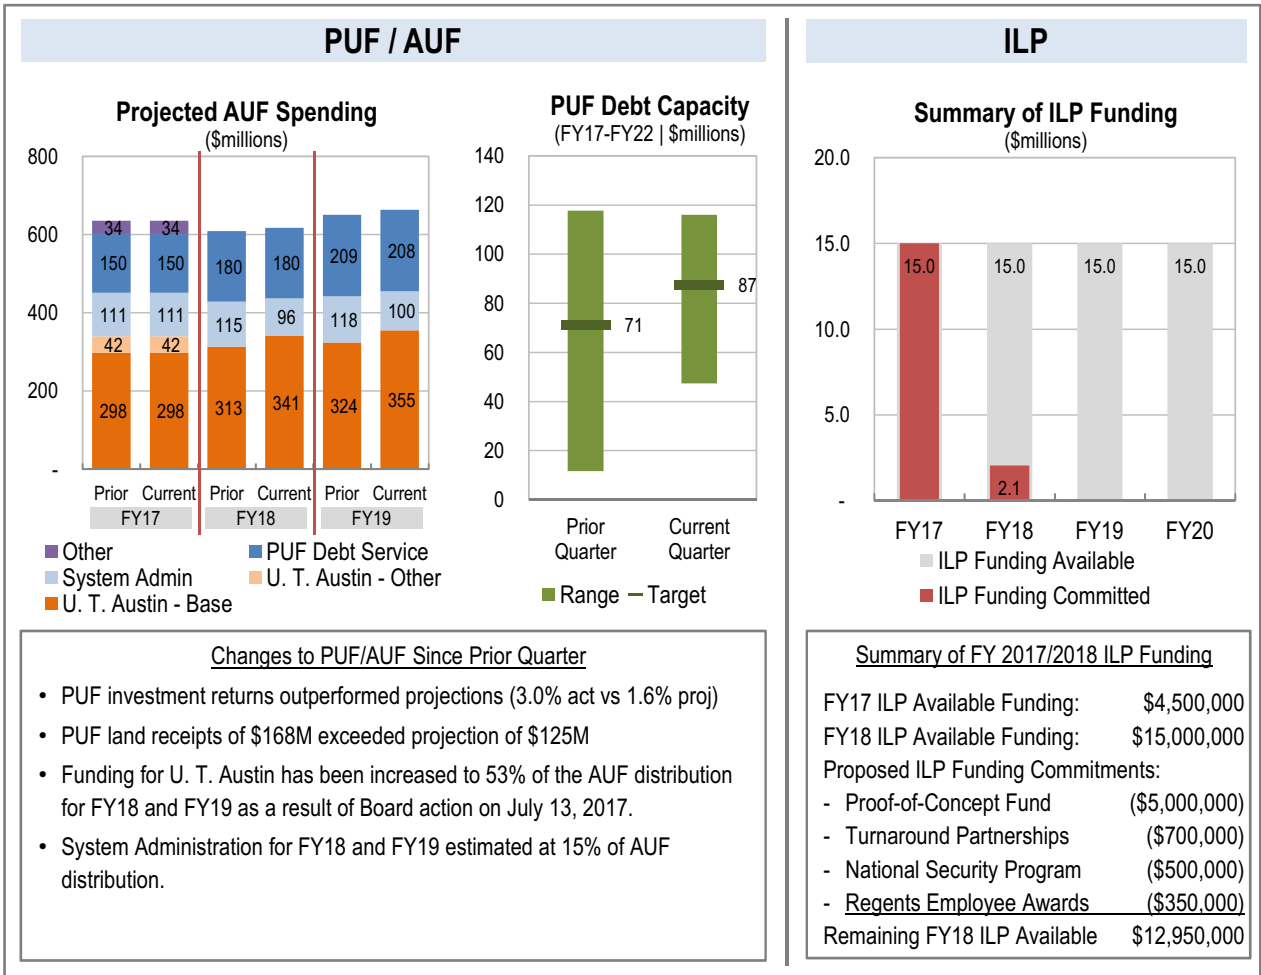 PUF / AUF
Projected AUF Spending
($millions)
800
600
400
200
-
34
34
150
150
180
180
209
208
111
111
115
96
118
100
42
42
298
298
313
341
324
355
Prior Current Prior Current Prior Current
FY17 FY18 FY19
Other PUF Debt Service
System Admin U. T. Austin - Other
U. T. Austin - Base
PUF Debt Capacity
(FY17-FY22 | $millions)
140
120
100
80
60
40
20
0
71
87
Prior Quarter
Current Quarter
Range Target
Changes to PUF/AUF Since Prior Quarter
• PUF investment returns outperformed projections (3.0% act vs 1.6% proj)
• PUF land receipts of $168M exceeded projection of $125M
• Funding for U. T. Austin has been increased to 53% of the AUF distribution
for FY18 and FY19 as a result of Board action on July 13, 2017.
• System Administration for FY18 and FY19 estimated at 15% of AUF
distribution.
ILP
Summary of ILP Funding
($millions)
20.0
15.0
10.0
5.0
-
15.0
15.0
15.0
15.0
2.1
FY17 FY18 FY19 FY20
ILP Funding Available
ILP Funding Committed
Summary of FY 2017/2018 ILP Funding
FY17 ILP Available Funding: $4,500,000
FY18 ILP Available Funding: $15,000,000
Proposed ILP Funding Commitments:
- Proof-of-Concept Fund ($5,000,000)
- Turnaround Partnerships ($700,000)
- National Security Program ($500,000)
- Regents Employee Awards ($350,000)
Remaining FY18 ILP Available $12,950,000